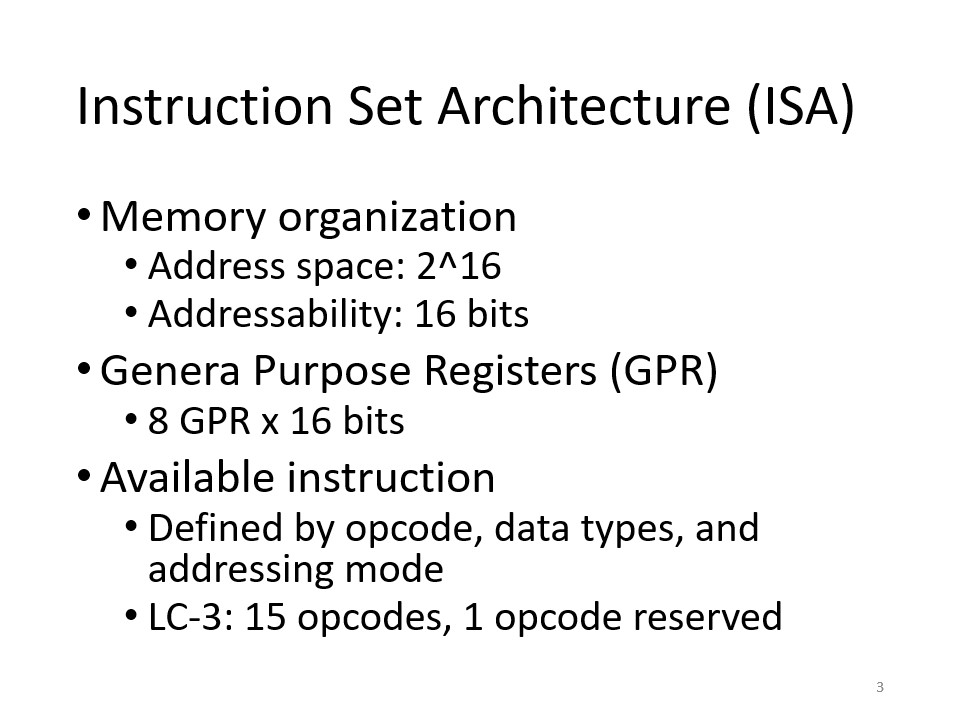 Instruction Set Architecture (ISA)
• Memory organization
• Address space: 2^16
• Addressability: 16 bits
• Genera Purpose Registers (GPR)
• 8 GPR x 16 bits
• Available instruction
• Defined by opcode, data types, and
addressing mode
• LC-3: 15 opcodes, 1 opcode reserved
3